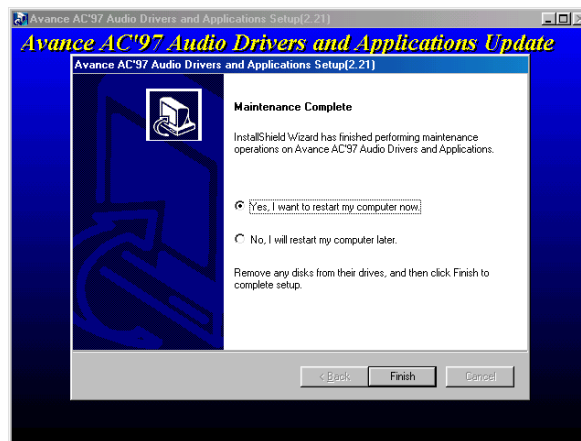 Avance AC'97 Audio Drivers and Applications Setup(2.21)
Avance AC'97 Audio Drivers and Applications Update
Avance AC'97 Audio Drivers and Applications Setup(2.21)
Maintenance Complete
InstallShield Wizard has finished performing maintenance
operations on Avance AC'97 Audio Drivers and Applications.
Yes, I want to restart my computer now.
No, I will restart my computer later.
Remove any disks from their drives, and then click Finish to
complete setup.
< Back Finish Cancel